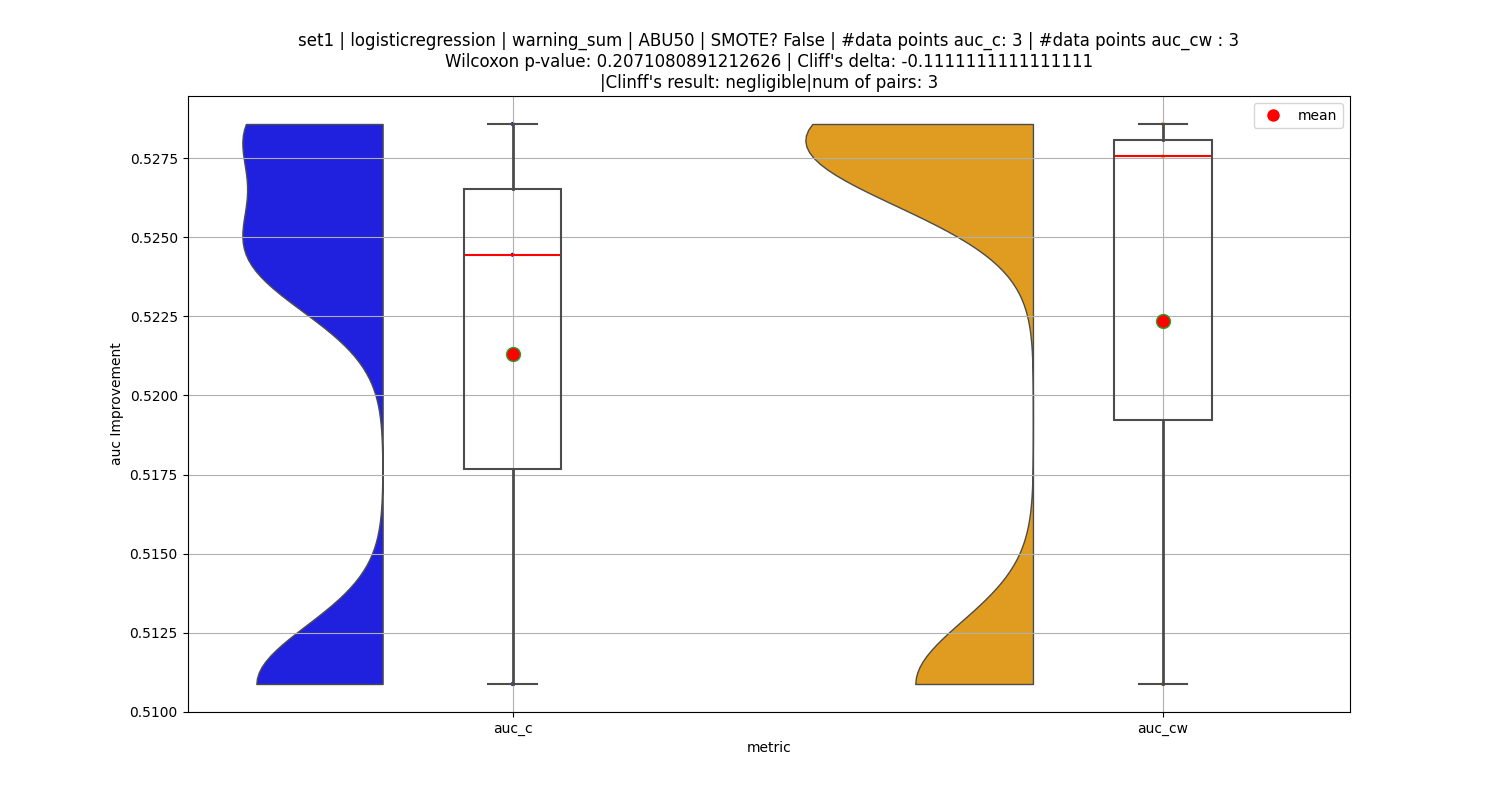 set1 | logisticregression | warning_sum | ABU50 | SMOTE? False | #data points auc_c: 3 | #data points auc_cw : 3
Wilcoxon p-value: 0.2071080891212626 | Cliff's delta: -0.1111111111111111
|Clinff's result: negligible|num of pairs: 3
mean
0.5275
0.5250
0.5225
0.5200
0.5175
0.5150
0.5125
0.5100
auc Improvement
auc_c
auc_cw
metric